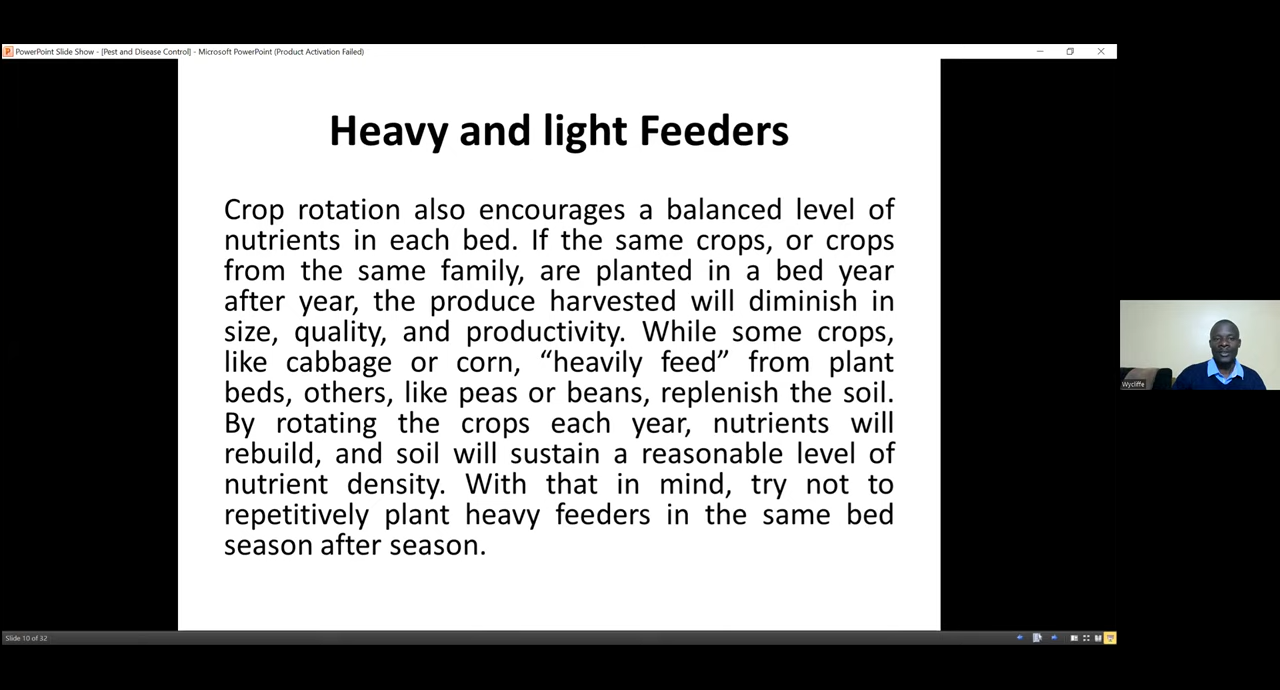 PowerPoint Slide Show - [Pest and Disease Control] - Microsoft PowerPoint (Product Activation Failed)
Heavy and light Feeders
Crop rotation also encourages a balanced level of
nutrients in each bed. If the same crops, or crops
from the same family, are planted in a bed year
after year, the produce harvested will diminish in
size, quality, and productivity. While some crops,
like cabbage or corn, “heavily feed” from plant
beds, others, like peas or beans, replenish the soil.
By rotating the crops each year, nutrients will
rebuild, and soil will sustain a reasonable level of
nutrient density. With that in mind, try not to
repetitively plant heavy feeders in the same bed
season after season.
Wycliffe
Slide 10 of 32